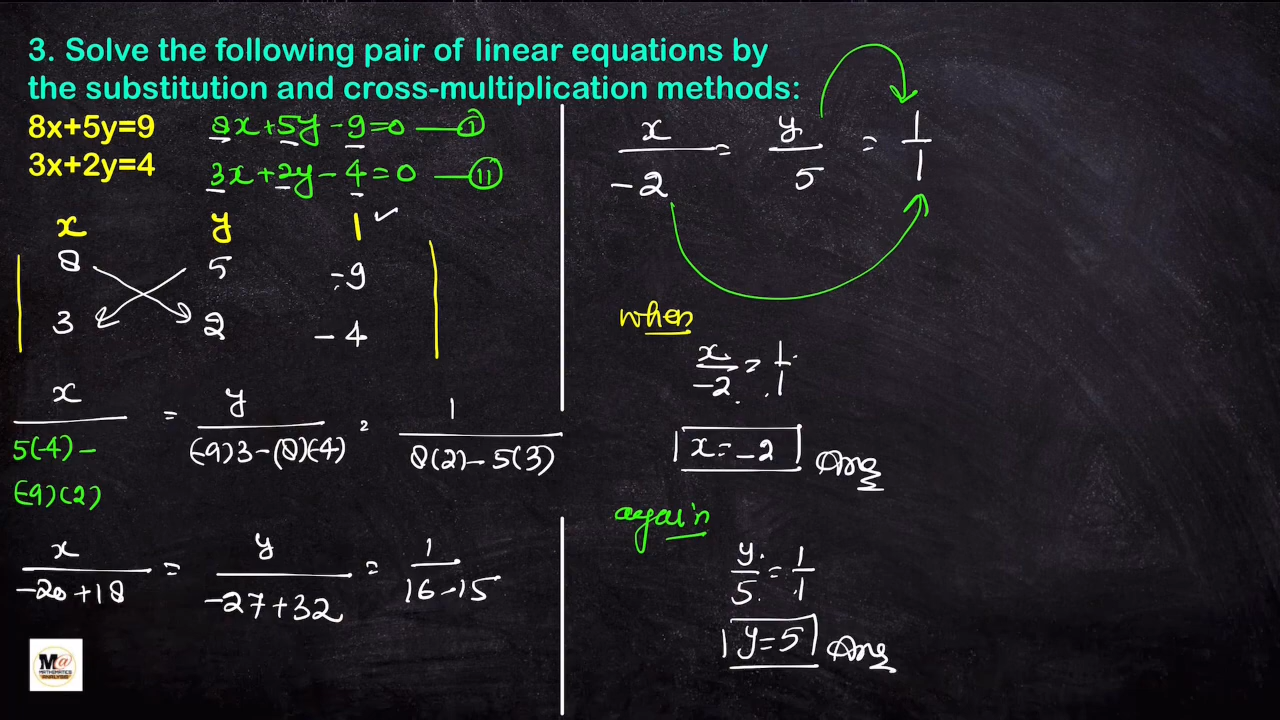 3. Solve the following pair of linear equations by
the substitution and cross-multiplication methods:
8x+5y=9
3x+2y=4
8x+5y-9=0 —(I)
3x+2y-4=0 —(II)
x y 1 ✓
8 5 -9
3 2 -4
x/(5(-4)-(-9)(2)) = y/((-9)3-(8)(-4)) = 1/(8(2)-5(3))
x/(-20+18) = y/(-27+32) = 1/(16-15)
x/-2 = y/5 = 1/1
when
x/-2 = 1/1
x=-2 Ans
again
y/5 = 1/1
y=5 Ans
M@
MATHEMATICS
ANALYSIS